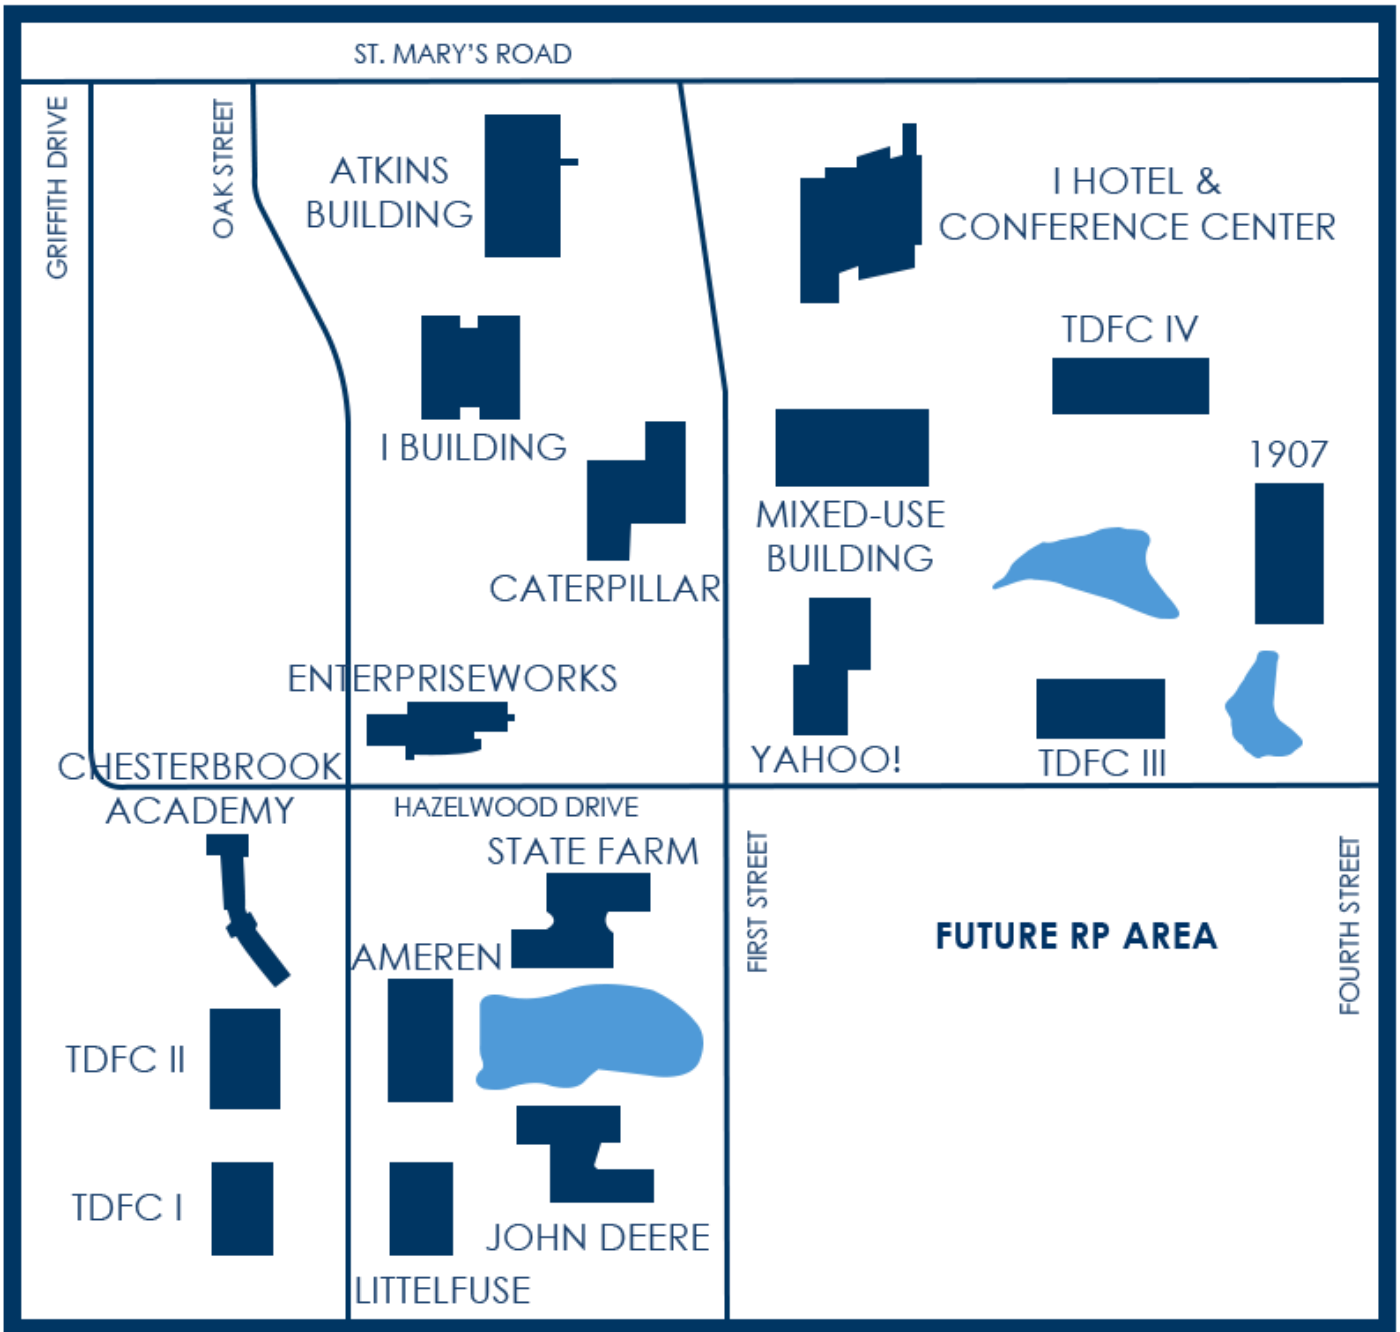 ST. MARY'S ROAD
GRIFFITH DRIVE
OAK STREET
ATKINS
BUILDING
I HOTEL &
CONFERENCE CENTER
TDFC IV
I BUILDING
1907
MIXED-USE
BUILDING
CATERPILLAR
ENTERPRISEWORKS
YAHOO!
TDFC III
CHESTERBROOK
ACADEMY
HAZELWOOD DRIVE
STATE FARM
FIRST STREET
FOURTH STREET
FUTURE RP AREA
AMEREN
TDFC II
TDFC I
JOHN DEERE
LITTELFUSE